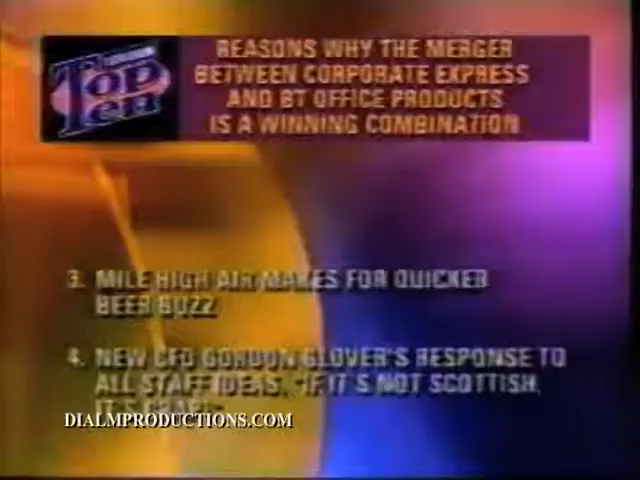 Top
Ten
REASONS WHY THE MERGER
BETWEEN CORPORATE EXPRESS
AND BT OFFICE PRODUCTS
IS A WINNING COMBINATION
3. MILE HIGH AIR MAKES FOR QUICKER
BEER BUZZ
4. NEW CFO GORDON GLOVER'S RESPONSE TO
ALL STAFF IDEAS, "IF IT'S NOT SCOTTISH,
DIALMPRODUCTIONS.COM